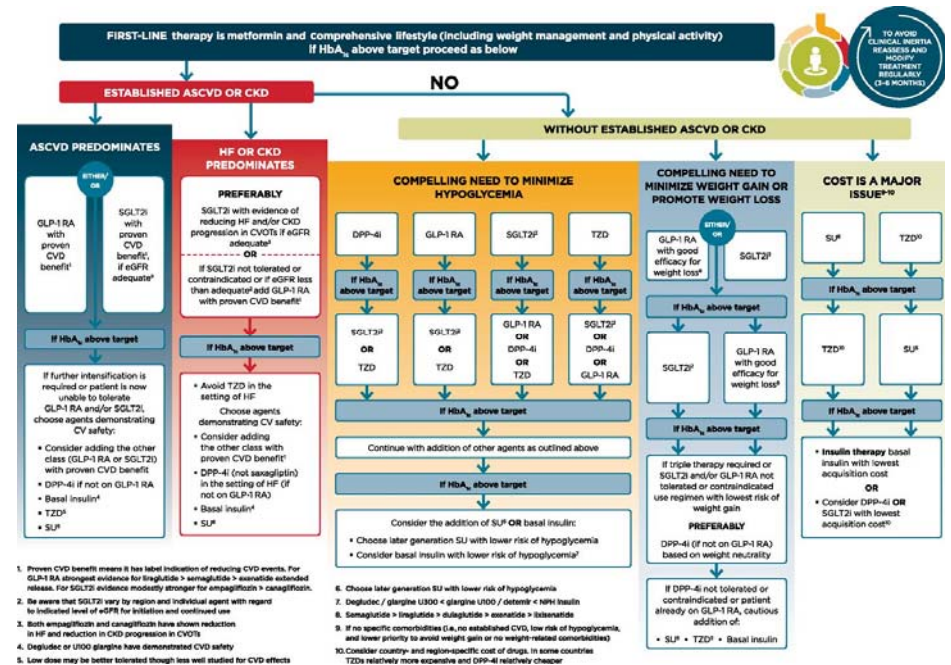 FIRST-LINE therapy is metformin and comprehensive lifestyle (including weight management and physical activity)
If HbA1c above target proceed as below
TO AVOID
CLINICAL INERTIA
REASSESS AND
MODIFY
TREATMENT
REGULARLY
(3-6 MONTHS)
ESTABLISHED ASCVD OR CKD
NO
WITHOUT ESTABLISHED ASCVD OR CKD
ASCVD PREDOMINATES
EITHER/
OR
GLP-1 RA
with
proven
CVD
benefit1
SGLT2i
with
proven
CVD
benefit1,
if eGFR
adequate2
If HbA1c above target
If further intensification
is required or patient is now
unable to tolerate
GLP-1 RA and/or SGLT2i,
choose agents demonstrating
CV safety:
• Consider adding the other
class (GLP-1 RA or SGLT2i)
with proven CVD benefit
• DPP-4i if not on GLP-1 RA
• Basal insulin4
• TZD5
• SU6
HF OR CKD
PREDOMINATES
PREFERABLY
SGLT2i with evidence of
reducing HF and/or CKD
progression in CVOTs if eGFR
adequate3
OR
If SGLT2i not tolerated or
contraindicated or if eGFR less
than adequate2 add GLP-1 RA
with proven CVD benefit1
If HbA1c above target
• Avoid TZD in the
setting of HF
Choose agents
demonstrating CV safety:
• Consider adding
the other class with
proven CVD benefit1
• DPP-4i (not saxagliptin)
in the setting of HF (if
not on GLP-1 RA)
• Basal insulin4
• SU6
COMPELLING NEED TO MINIMIZE
HYPOGLYCEMIA
DPP-4i
GLP-1 RA
SGLT2i2
TZD
If HbA1c
above target
If HbA1c
above target
If HbA1c
above target
If HbA1c
above target
SGLT2i2
OR
TZD
SGLT2i2
OR
TZD
GLP-1 RA
OR
DPP-4i
OR
TZD
SGLT2i2
OR
DPP-4i
OR
GLP-1 RA
If HbA1c above target
Continue with addition of other agents as outlined above
If HbA1c above target
Consider the addition of SU6 OR basal insulin:
• Choose later generation SU with lower risk of hypoglycemia
• Consider basal insulin with lower risk of hypoglycemia7
COMPELLING NEED TO
MINIMIZE WEIGHT GAIN OR
PROMOTE WEIGHT LOSS
EITHER/
OR
GLP-1 RA
with good
efficacy for
weight loss8
SGLT2i2
If HbA1c above target
SGLT2i2
GLP-1 RA
with good
efficacy for
weight loss8
If HbA1c above target
If triple therapy required or
SGLT2i and/or GLP-1 RA not
tolerated or contraindicated
use regimen with lowest risk of
weight gain
PREFERABLY
DPP-4i (if not on GLP-1 RA)
based on weight neutrality
If DPP-4i not tolerated or
contraindicated or patient
already on GLP-1 RA, cautious
addition of:
• SU6 • TZD5 • Basal insulin
COST IS A MAJOR
ISSUE9-10
SU6
TZD10
If HbA1c above target
TZD10
SU6
If HbA1c above target
• Insulin therapy basal
insulin with lowest
acquisition cost
OR
• Consider DPP-4i OR
SGLT2i with lowest
acquisition cost10
1. Proven CVD benefit means it has label indication of reducing CVD events. For
GLP-1 RA strongest evidence for liraglutide > semaglutide > exenatide extended
release. For SGLT2i evidence modestly stronger for empagliflozin > canagliflozin.
2. Be aware that SGLT2i vary by region and individual agent with regard
to indicated level of eGFR for initiation and continued use
3. Both empagliflozin and canagliflozin have shown reduction
in HF and reduction in CKD progression in CVOTs
4. Degludec or U100 glargine have demonstrated CVD safety
5. Low dose may be better tolerated though less well studied for CVD effects
6. Choose later generation SU with lower risk of hypoglycemia
7. Degludec / glargine U300 < glargine U100 / detemir < NPH insulin
8. Semaglutide > liraglutide > dulaglutide > exenatide > lixisenatide
9. If no specific comorbidities (i.e., no established CVD, low risk of hypoglycemia,
and lower priority to avoid weight gain or no weight-related comorbidities)
10. Consider country- and region-specific cost of drugs. In some countries
TZDs relatively more expensive and DPP-4i relatively cheaper